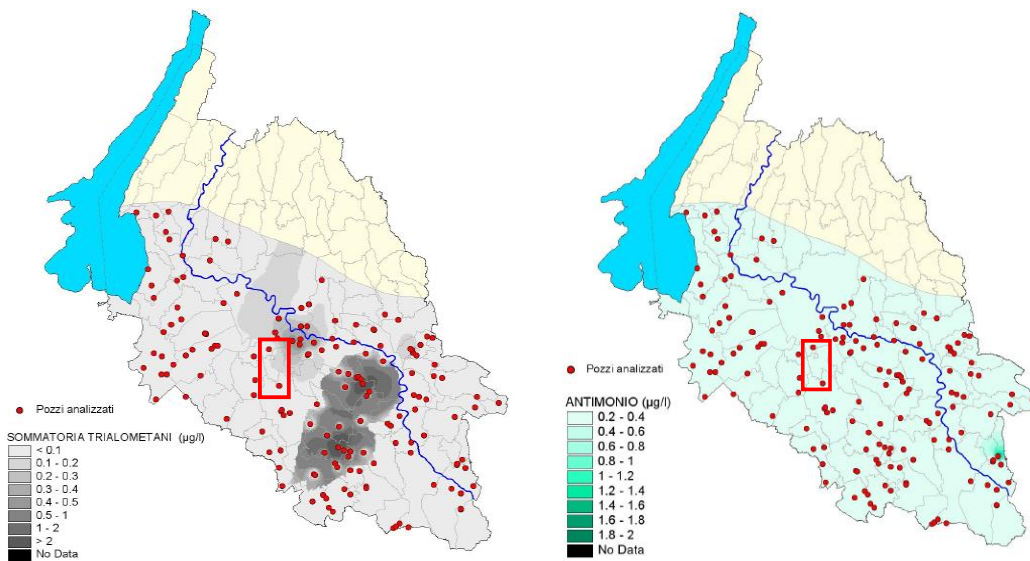 Pozzi analizzati
SOMMATORIA TRIALOMETANI (µg/l)
< 0.1
0.1 - 0.2
0.2 - 0.3
0.3 - 0.4
0.4 - 0.5
0.5 - 1
1 - 2
> 2
No Data
Pozzi analizzati
ANTIMONIO (µg/l)
0.2 - 0.4
0.4 - 0.6
0.6 - 0.8
0.8 - 1
1 - 1.2
1.2 - 1.4
1.4 - 1.6
1.6 - 1.8
1.8 - 2
No Data